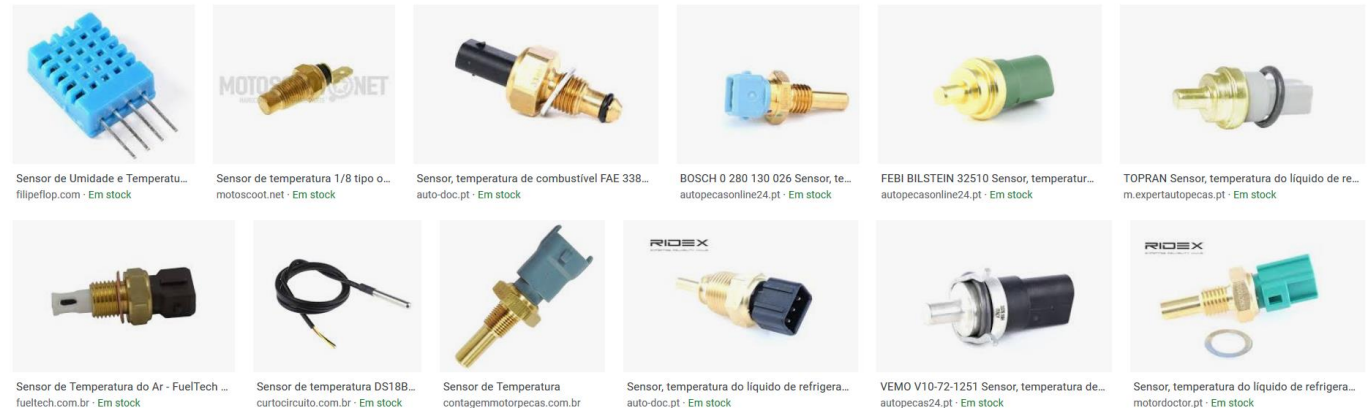 MOTOSCOOT.NET
Sensor de Umidade e Temperatu...
filipeflop.com · Em stock
Sensor de temperatura 1/8 tipo o...
motoscoot.net · Em stock
Sensor, temperatura de combustível FAE 338...
auto-doc.pt · Em stock
BOSCH 0 280 130 026 Sensor, te...
autopecasonline24.pt · Em stock
FEBI BILSTEIN 32510 Sensor, temperatur...
autopecasonline24.pt · Em stock
TOPRAN Sensor, temperatura do líquido de re...
m.expertautopecas.pt · Em stock
RIDEX
RIDEX
Sensor de Temperatura do Ar - FuelTech ...
fueltech.com.br · Em stock
Sensor de temperatura DS18B...
curtocircuito.com.br · Em stock
Sensor de Temperatura
contagemmotorpecas.com.br
Sensor, temperatura do líquido de refrigera...
auto-doc.pt · Em stock
VEMO V10-72-1251 Sensor, temperatura de...
autopecas24.pt · Em stock
Sensor, temperatura do líquido de refrigera...
motordoctor.pt · Em stock